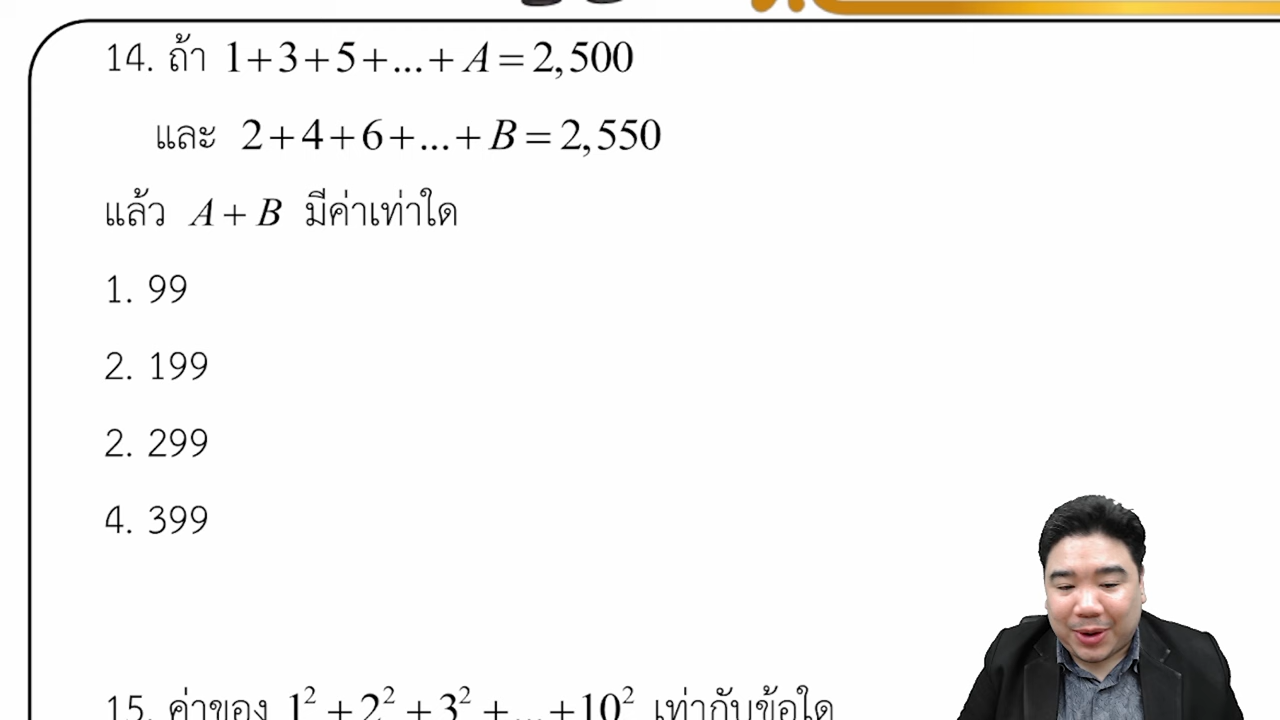 14. ถ้า 1+3+5+...+A=2,500
และ 2+4+6+...+B=2,550
แล้ว A+B มีค่าเท่าใด
1. 99
2. 199
2. 299
4. 399
15. ค่าของ 1²+2²+3²+...+10² เท่ากับข้อใด